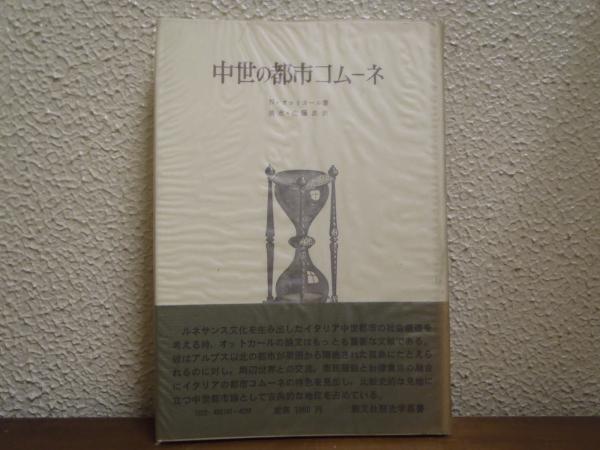 中世の都市コムーネ
N・オットカール著
清水・佐藤眞訳
ルネサンス文化を生み出したイタリア中世都市の社会構造を
考える時、オットカールの論文はもっとも重要な文献である。
彼はアルプス以北の都市が周囲から隔絶された孤島にたとえら
れるのに対し、周辺世界との交流、市民層と封建貴族の融合
にイタリアの都市コムーネの特色を見出し、比較史的な見地に
立つ中世都市論として古典的な地位を占めている。
定価 円
創文社歴史学叢書